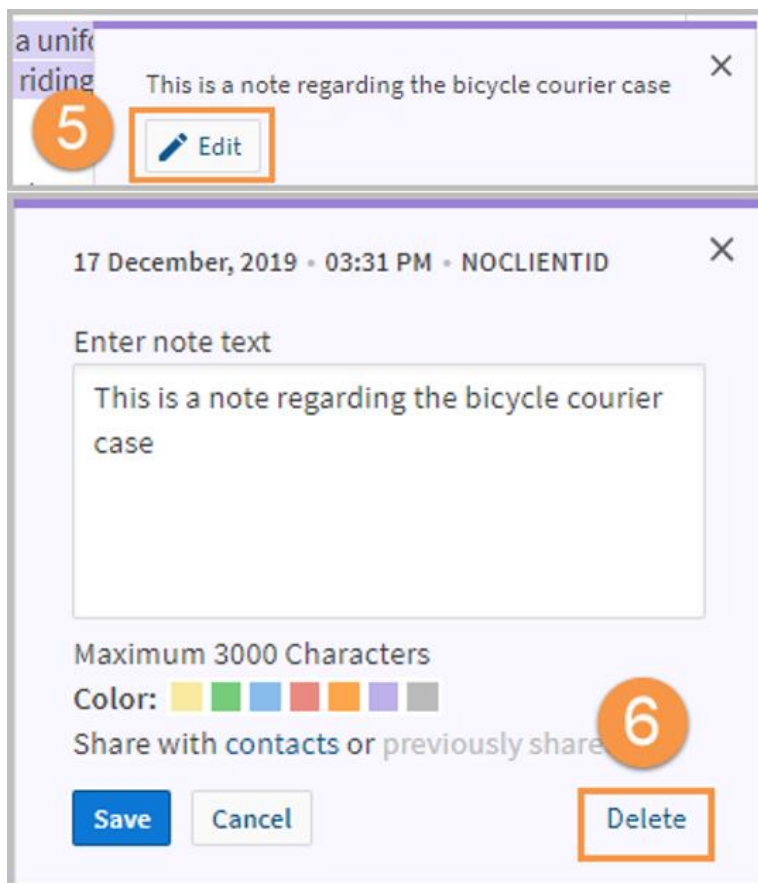 a unifo
riding
This is a note regarding the bicycle courier case
5
Edit
17 December, 2019 • 03:31 PM • NOCLIENTID
Enter note text
This is a note regarding the bicycle courier
case
Maximum 3000 Characters
Color:
6
Share with contacts or previously share
Save Cancel Delete